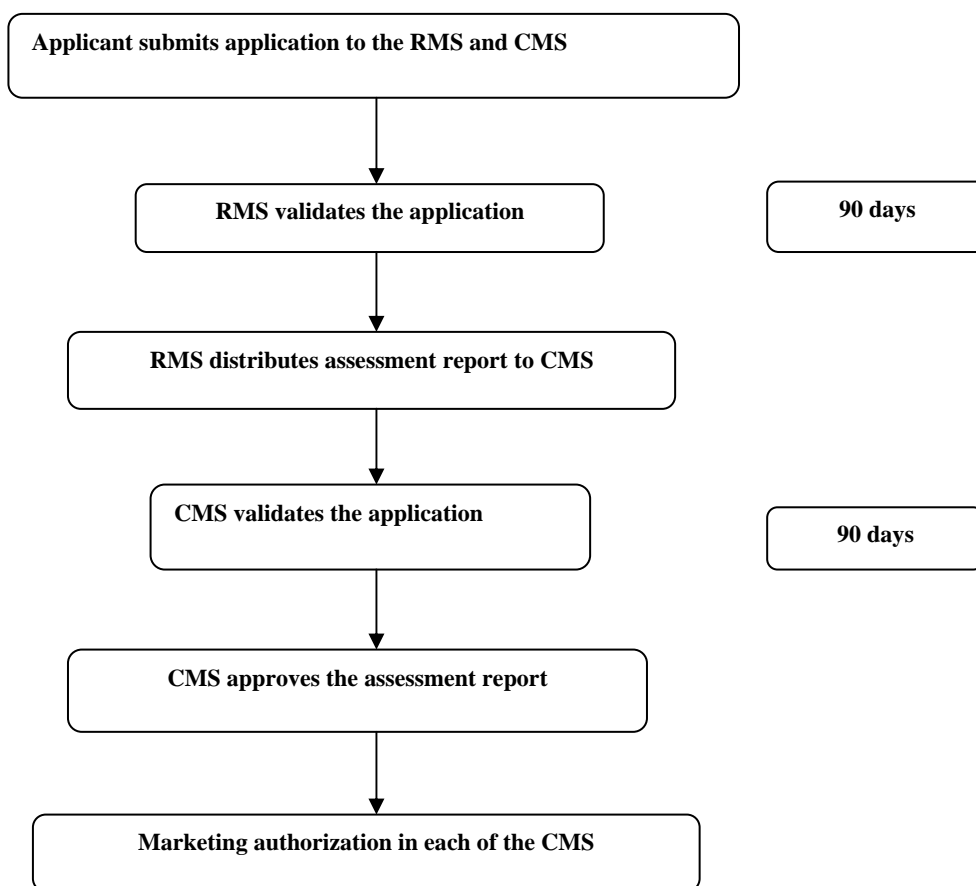 Applicant submits application to the RMS and CMS
RMS validates the application
90 days
RMS distributes assessment report to CMS
CMS validates the application
90 days
CMS approves the assessment report
Marketing authorization in each of the CMS